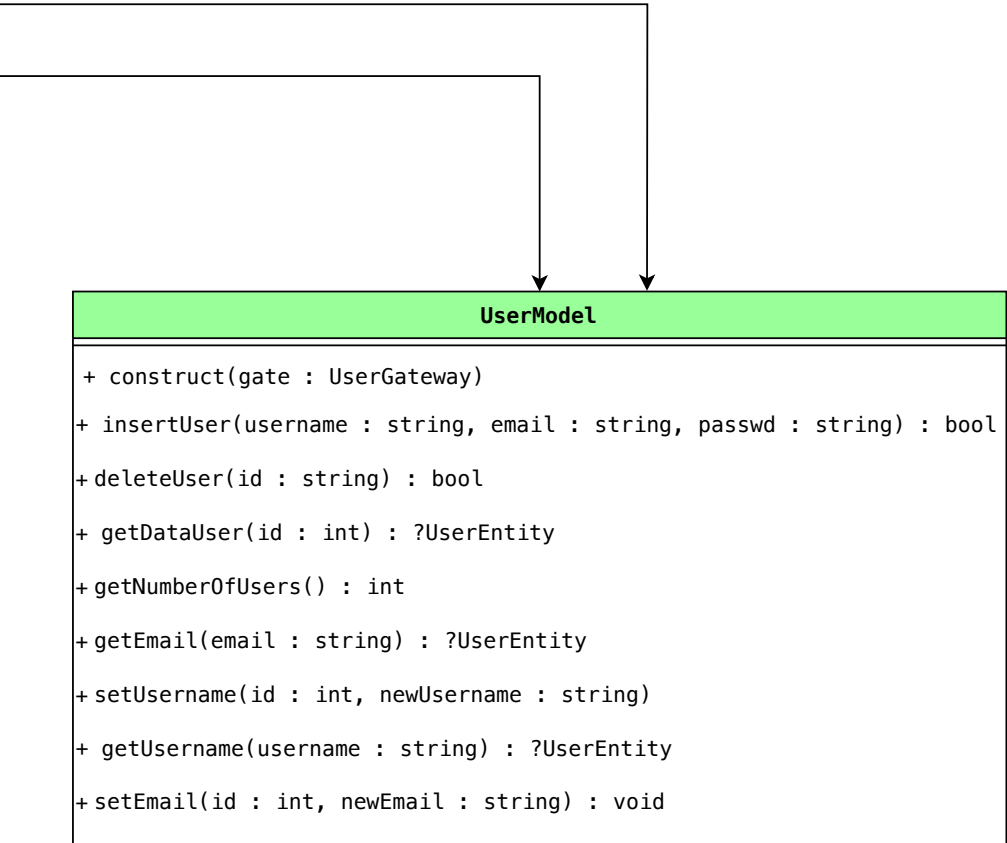 UserModel
+ construct(gate : UserGateway)
+ insertUser(username : string, email : string, passwd : string) : bool
+ deleteUser(id : string) : bool
+ getDataUser(id : int) : ?UserEntity
+ getNumberOfUsers() : int
+ getEmail(email : string) : ?UserEntity
+ setUsername(id : int, newUsername : string)
+ getUsername(username : string) : ?UserEntity
+ setEmail(id : int, newEmail : string) : void